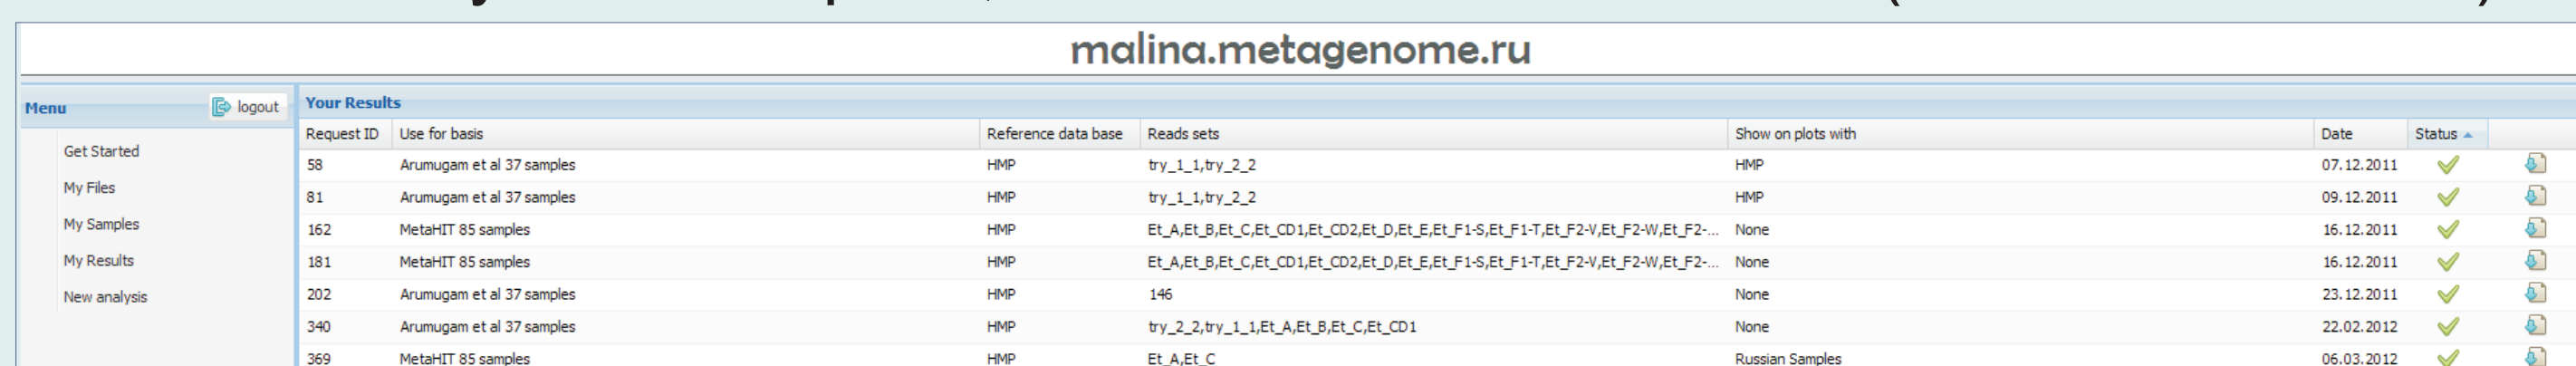 malina.metagenome.ru
Menu logout
Get Started
My Files
My Samples
My Results
New analysis
Your Results
Request ID Use for basis Reference data base Reads sets Show on plots with Date Status
58 Arumugam et al 37 samples HMP try_1_1,try_2_2 HMP 07.12.2011
81 Arumugam et al 37 samples HMP try_1_1,try_2_2 HMP 09.12.2011
162 MetaHIT 85 samples HMP Et_A,Et_B,Et_C,Et_CD1,Et_CD2,Et_D,Et_E,Et_F1-S,Et_F1-T,Et_F2-V,Et_F2-W,Et_F2-... None 16.12.2011
181 MetaHIT 85 samples HMP Et_A,Et_B,Et_C,Et_CD1,Et_CD2,Et_D,Et_E,Et_F1-S,Et_F1-T,Et_F2-V,Et_F2-W,Et_F2-... None 16.12.2011
202 Arumugam et al 37 samples HMP 146 None 23.12.2011
340 Arumugam et al 37 samples HMP try_2_2,try_1_1,Et_A,Et_B,Et_C,Et_CD1 None 22.02.2012
369 MetaHIT 85 samples HMP Et_A,Et_C Russian Samples 06.03.2012